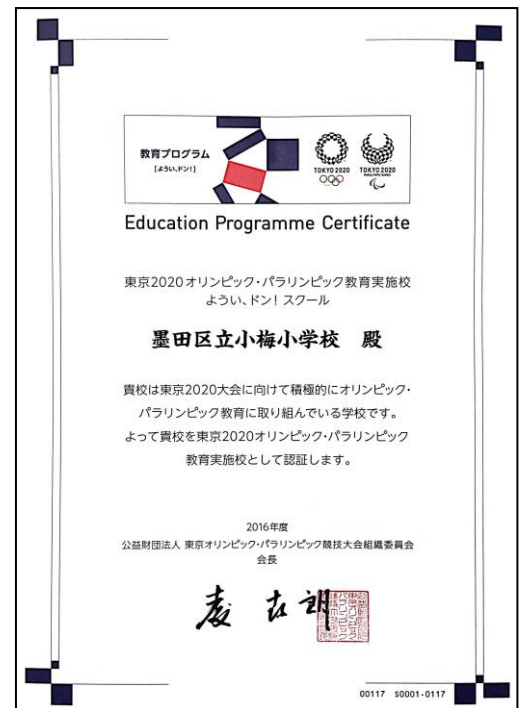 教育プログラム
[ようい、ドン!]
TOKYO 2020
TOKYO 2020
PARALYMPIC GAMES
Education Programme Certificate
東京2020オリンピック・パラリンピック教育実施校
ようい、ドン! スクール
墨田区立小梅小学校 殿
貴校は東京2020大会に向けて積極的にオリンピック・
パラリンピック教育に取り組んでいる学校です。
よって貴校を東京2020オリンピック・パラリンピック
教育実施校として認証します。
2016年度
公益財団法人 東京オリンピック・パラリンピック競技大会組織委員会
会長
00117 S0001-0117